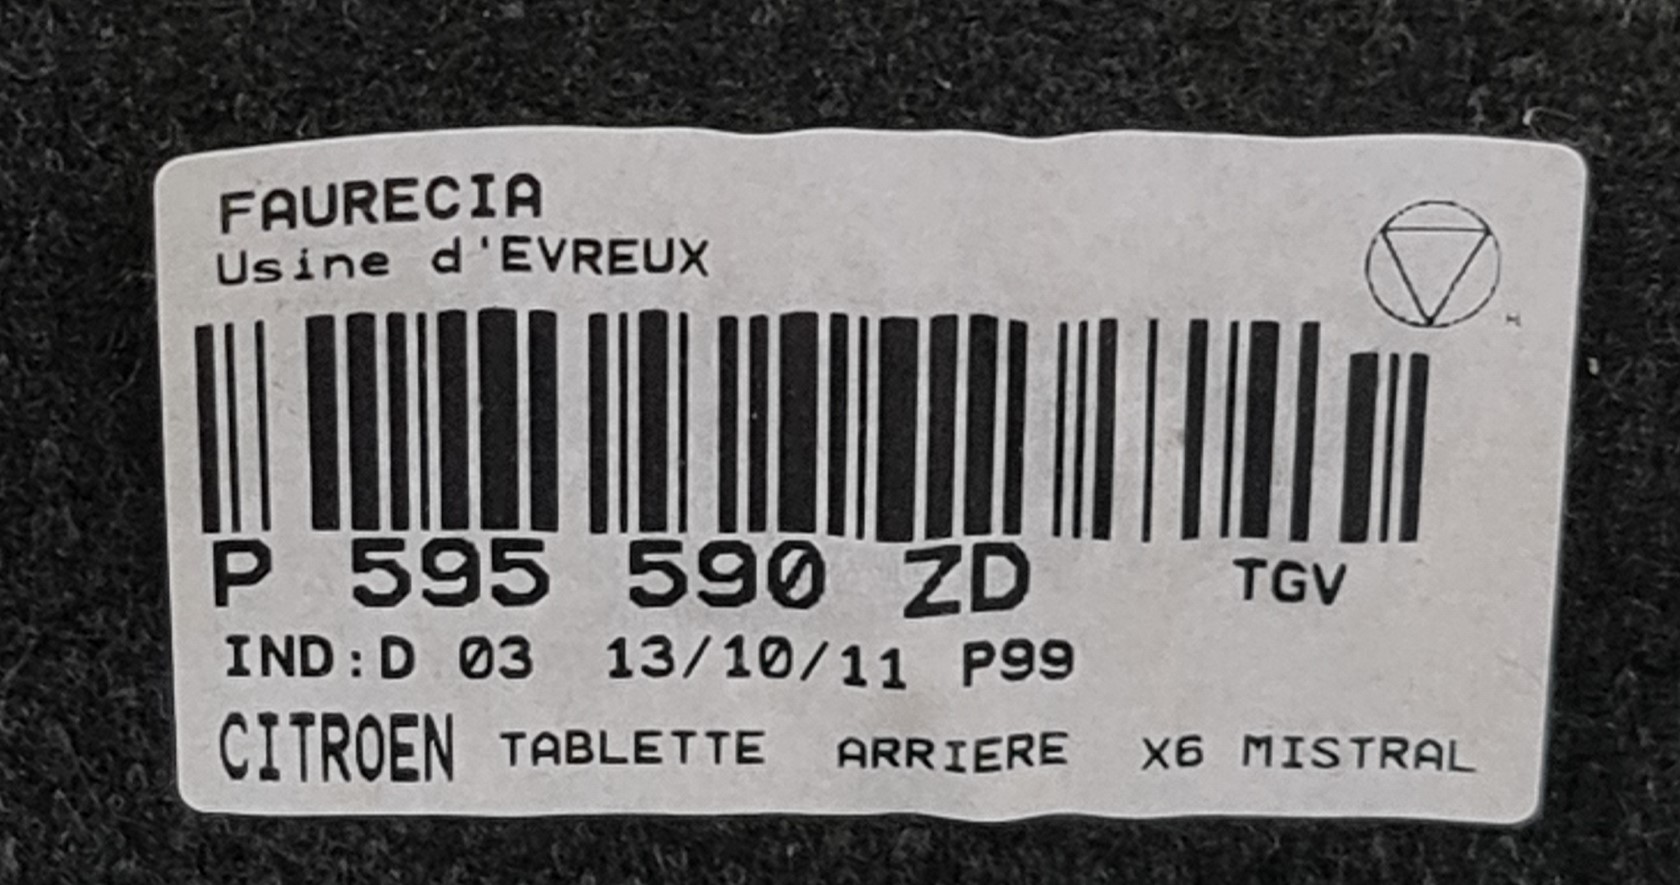 FAURECIA
Usine d'EVREUX
P 595 590 ZD TGV
IND:D 03 13/10/11 P99
CITROEN TABLETTE ARRIERE X6 MISTRAL